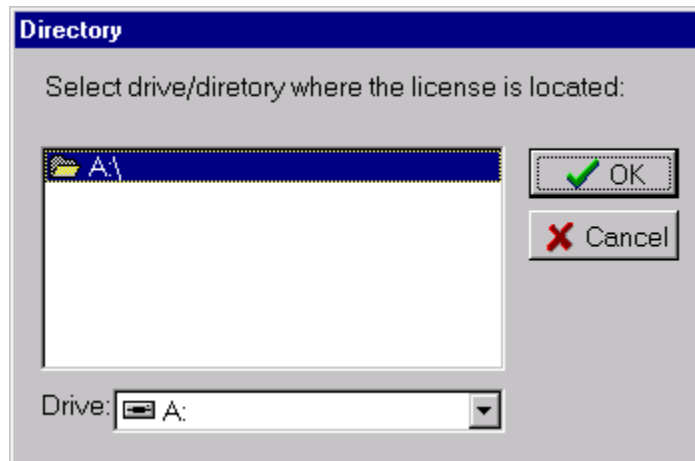 Directory
Select drive/diretory where the license is located:
A:\
OK
Cancel
Drive: A: